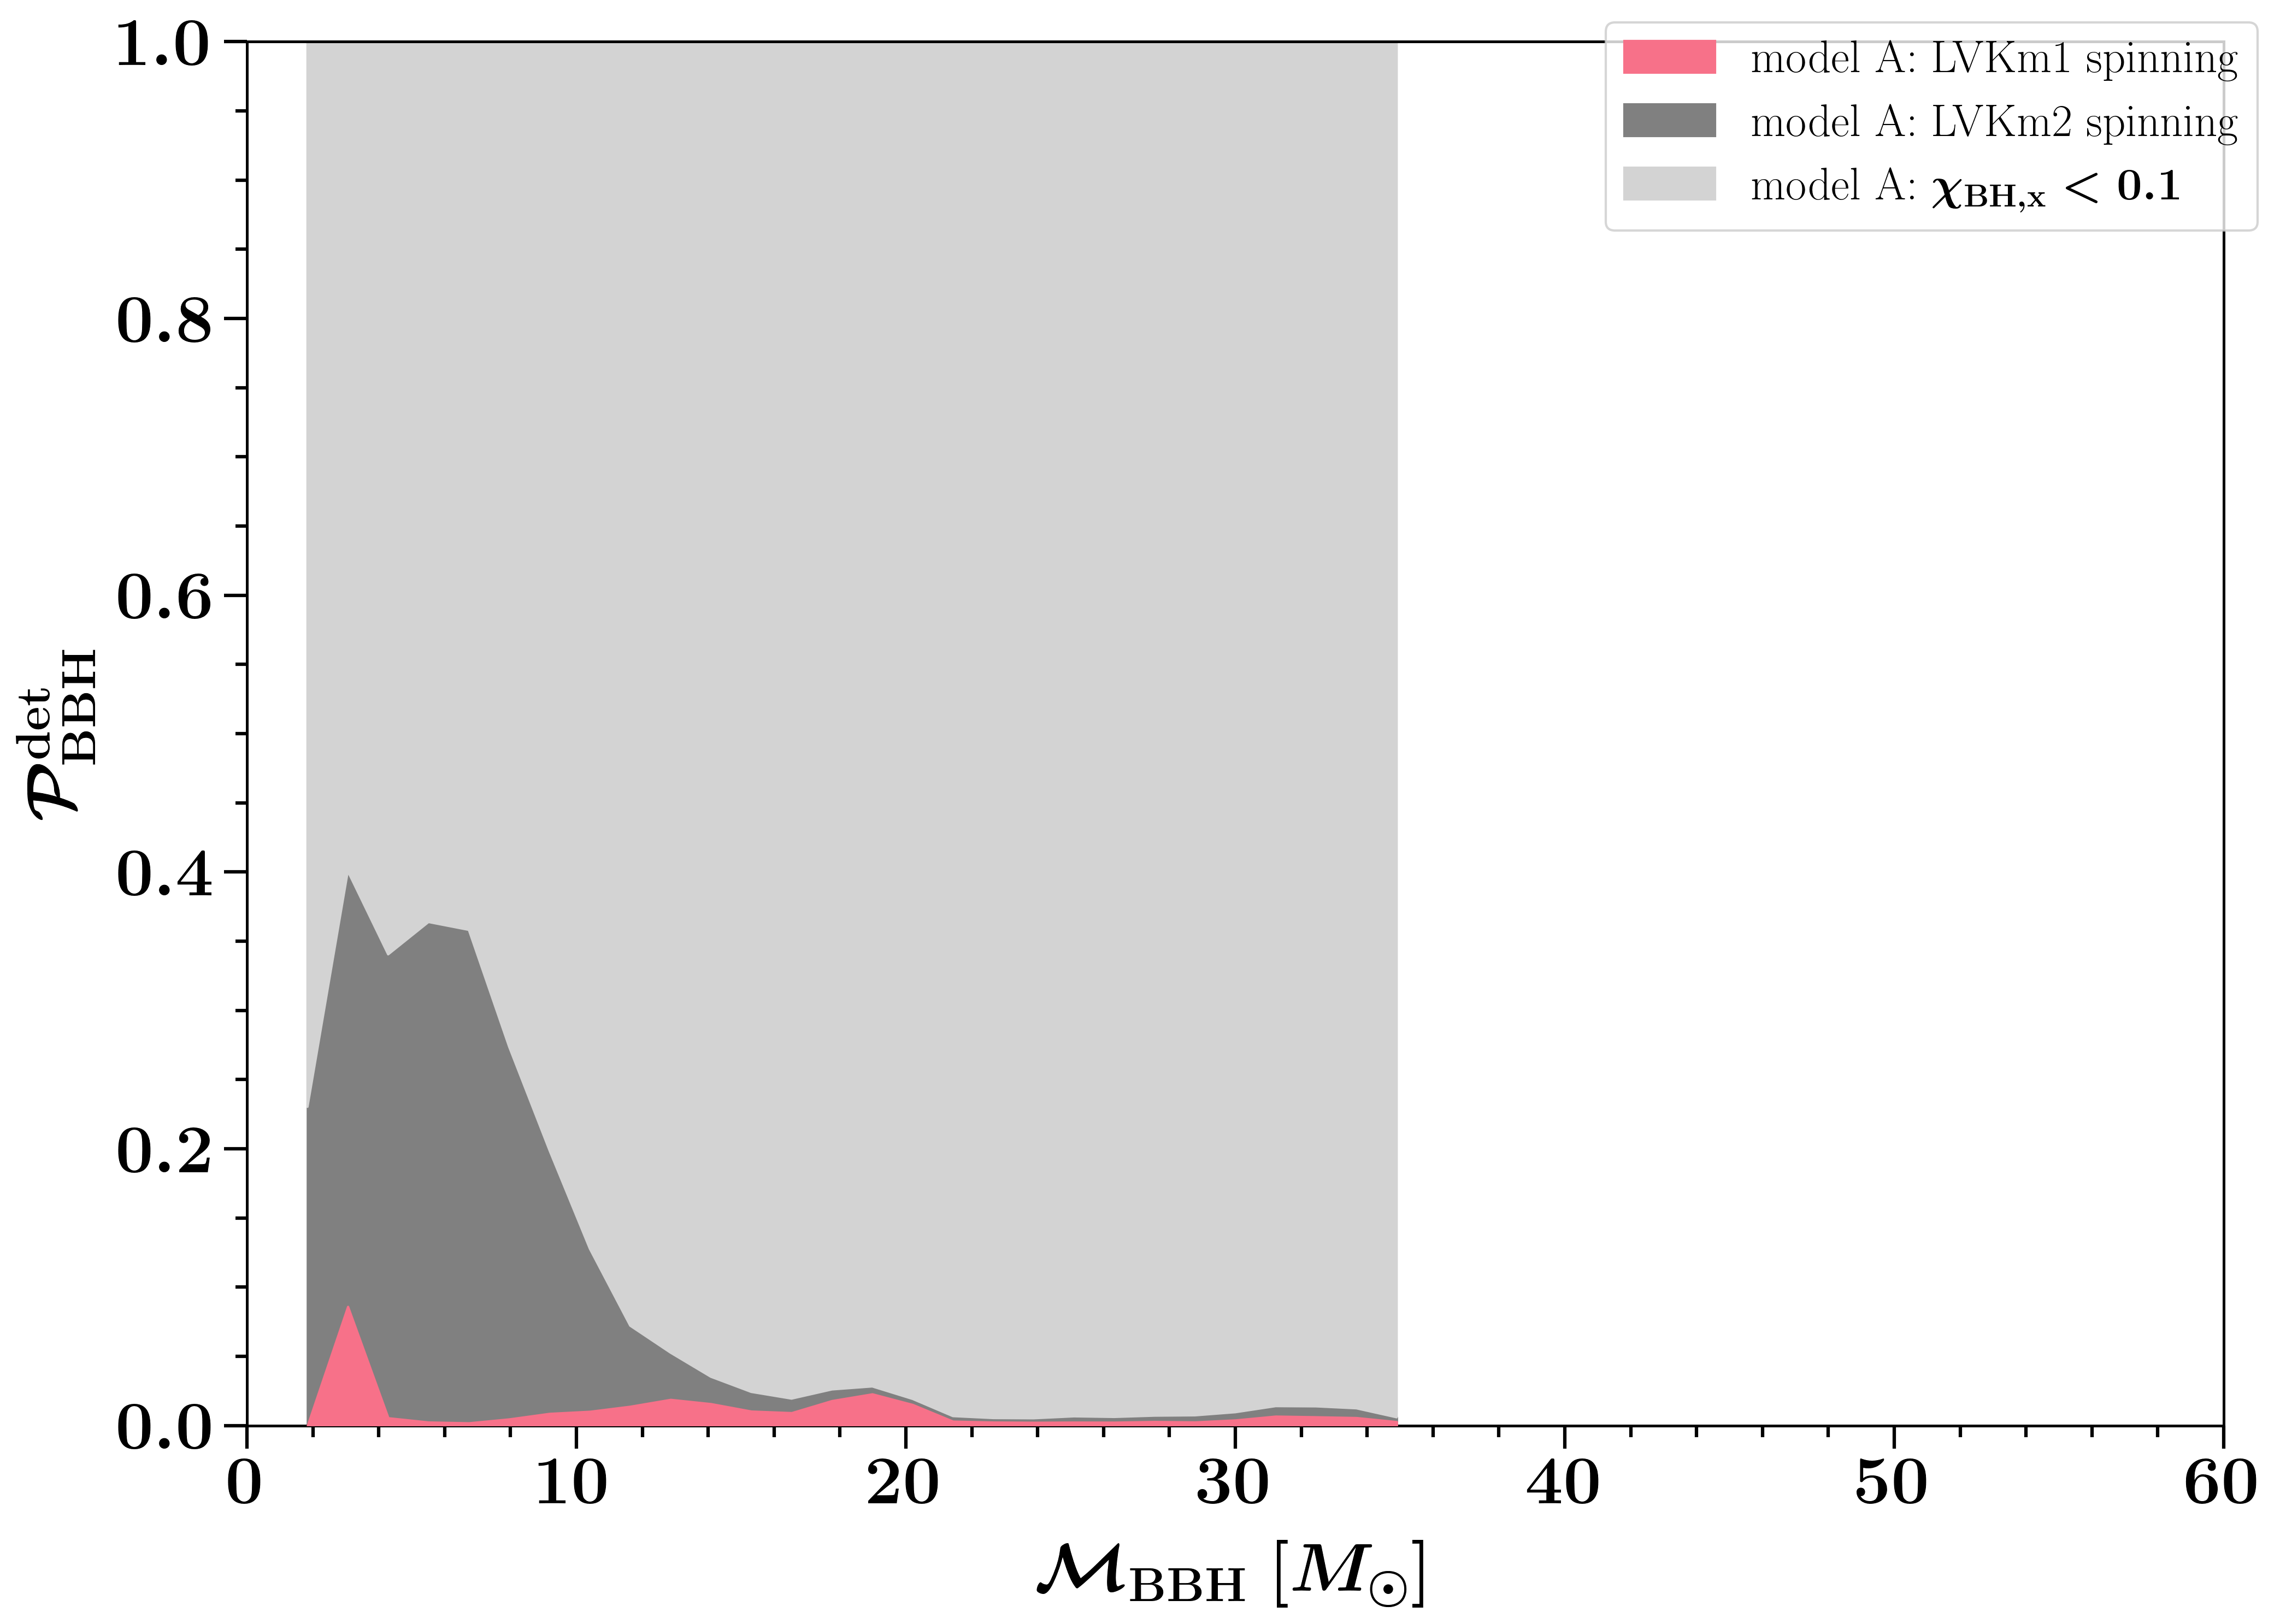 1.0
model A: LVKm1 spinning
model A: LVKm2 spinning
model A: χBH,x < 0.1
0.8
0.6
𝒫detBBH
0.4
0.2
0.0
0 10 20 30 40 50 60
ℳBBH [M⊙]